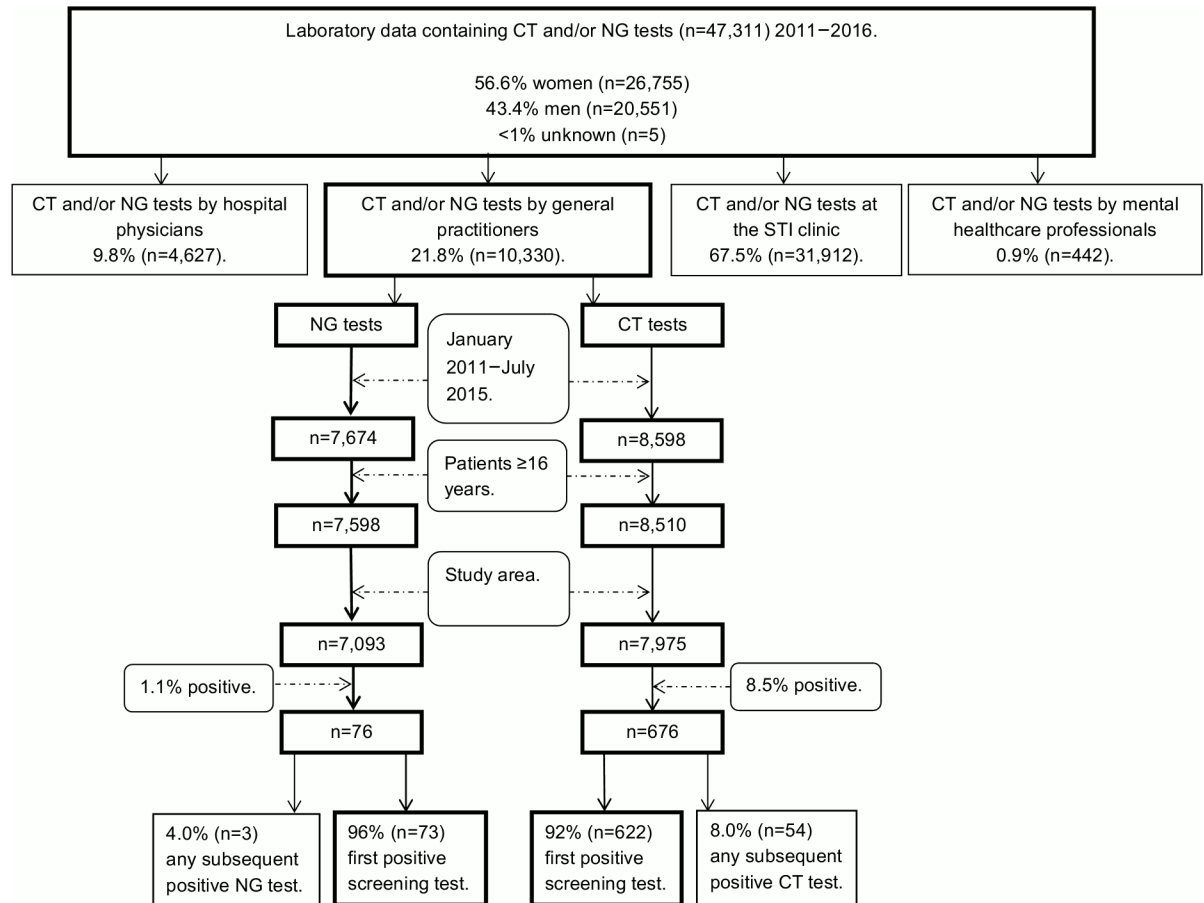 Laboratory data containing CT and/or NG tests (n=47,311) 2011−2016.
56.6% women (n=26,755)
43.4% men (n=20,551)
<1% unknown (n=5)
CT and/or NG tests by hospital
physicians
9.8% (n=4,627).
CT and/or NG tests by general
practitioners
21.8% (n=10,330).
CT and/or NG tests at
the STI clinic
67.5% (n=31,912).
CT and/or NG tests by mental
healthcare professionals
0.9% (n=442).
NG tests
CT tests
January
2011−July
2015.
n=7,674
n=8,598
Patients ≥16
years.
n=7,598
n=8,510
Study area.
n=7,093
n=7,975
1.1% positive.
8.5% positive.
n=76
n=676
4.0% (n=3)
any subsequent
positive NG test.
96% (n=73)
first positive
screening test.
92% (n=622)
first positive
screening test.
8.0% (n=54)
any subsequent
positive CT test.